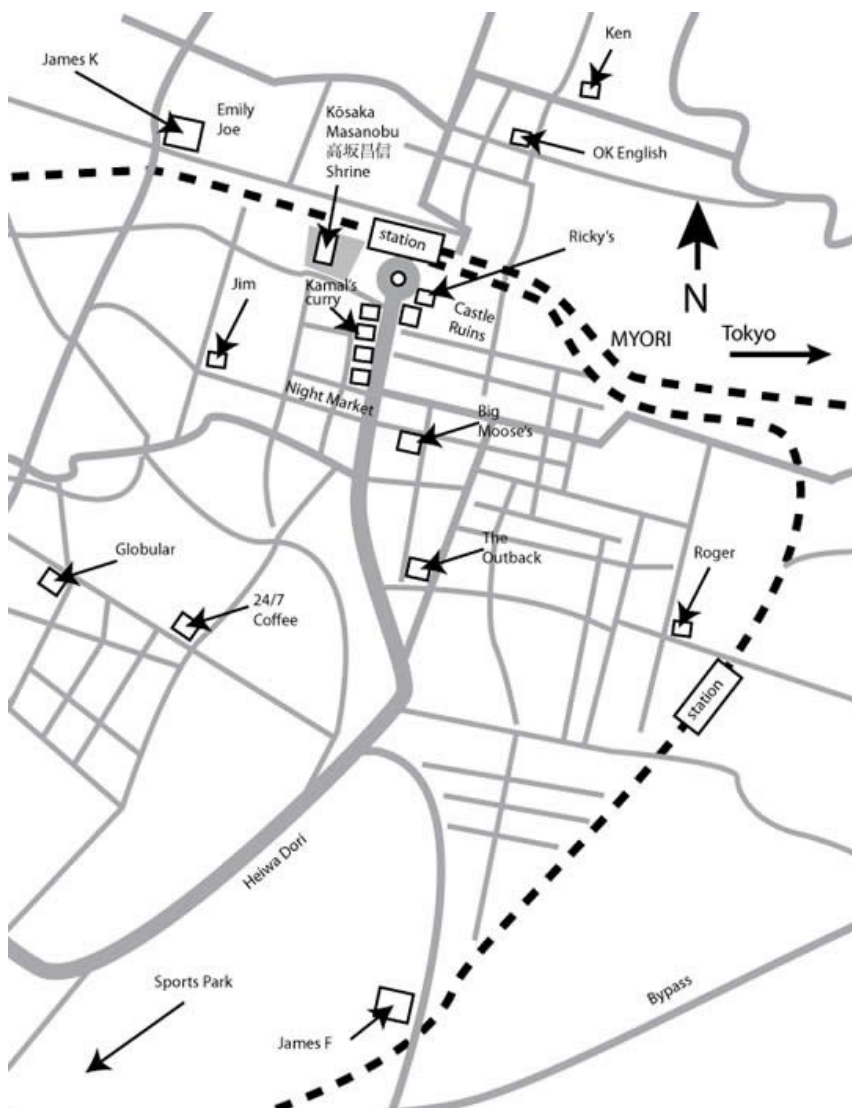 Ken
James K
Emily
Joe
Kōsaka
Masanobu
高坂昌信
Shrine
OK English
station
Ricky's
N
Jim
Kamal's
curry
Castle
Ruins
MYORI
Tokyo
Night Market
Big
Moose's
Globular
The
Outback
Roger
24/7
Coffee
station
Heiwa Dori
Sports Park
Bypass
James F